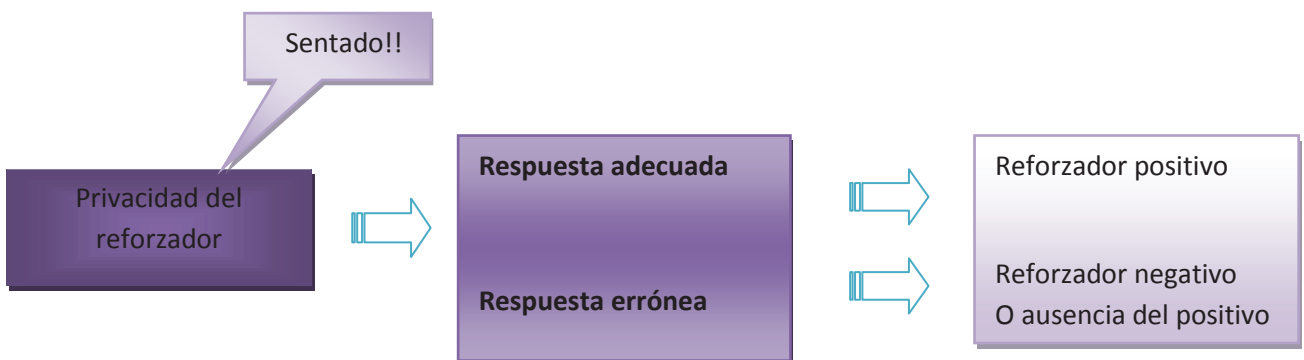 Sentado!!
Privacidad del
reforzador
Respuesta adecuada
Respuesta errónea
Reforzador positivo
Reforzador negativo
O ausencia del positivo